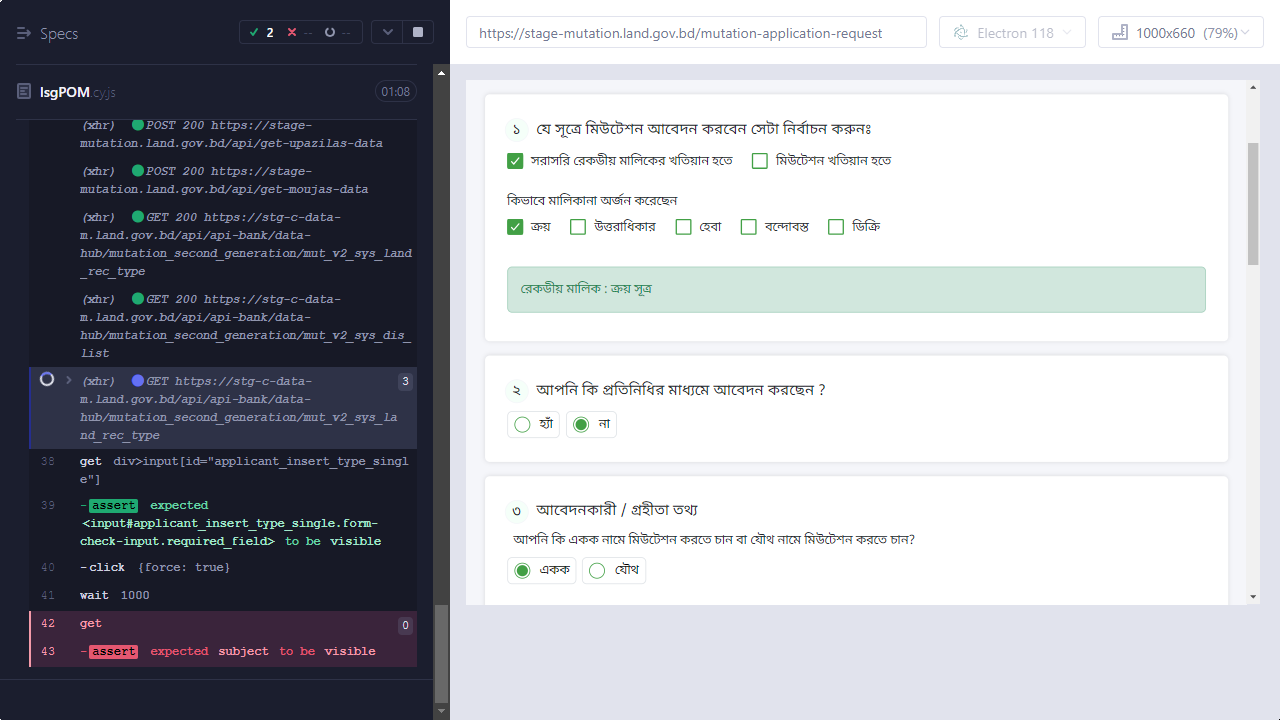 Specs
2 -- --
https://stage-mutation.land.gov.bd/mutation-application-request
Electron 118
1000x660 (79%)
lsgPOM.cy.js
01:08
(xhr) POST 200 https://stage-
mutation.land.gov.bd/api/get-upazilas-data
(xhr) POST 200 https://stage-
mutation.land.gov.bd/api/get-moujas-data
(xhr) GET 200 https://stg-c-data-
m.land.gov.bd/api/api-bank/data-
hub/mutation_second_generation/mut_v2_sys_land
_rec_type
(xhr) GET 200 https://stg-c-data-
m.land.gov.bd/api/api-bank/data-
hub/mutation_second_generation/mut_v2_sys_dis_
list
(xhr) GET https://stg-c-data-
3
m.land.gov.bd/api/api-bank/data-
hub/mutation_second_generation/mut_v2_sys_la
nd_rec_type
38 get div>input[id="applicant_insert_type_singl
e"]
39 -assert expected
<input#applicant_insert_type_single.form-
check-input.required_field> to be visible
40 -click {force: true}
41 wait 1000
42 get 0
43 -assert expected subject to be visible
১ যে সূত্রে মিউটেশন আবেদন করবেন সেটা নির্বাচন করুনঃ
সরাসরি রেকর্ডীয় মালিকের খতিয়ান হতে মিউটেশন খতিয়ান হতে
কিভাবে মালিকানা অর্জন করেছেন
ক্রয় উত্তরাধিকার হেবা বন্দোবস্ত ডিক্রি
রেকর্ডীয় মালিক : ক্রয় সূত্র
২ আপনি কি প্রতিনিধির মাধ্যমে আবেদন করছেন ?
হ্যাঁ না
৩ আবেদনকারী / গ্রহীতা তথ্য
আপনি কি একক নামে মিউটেশন করতে চান বা যৌথ নামে মিউটেশন করতে চান?
একক যৌথ